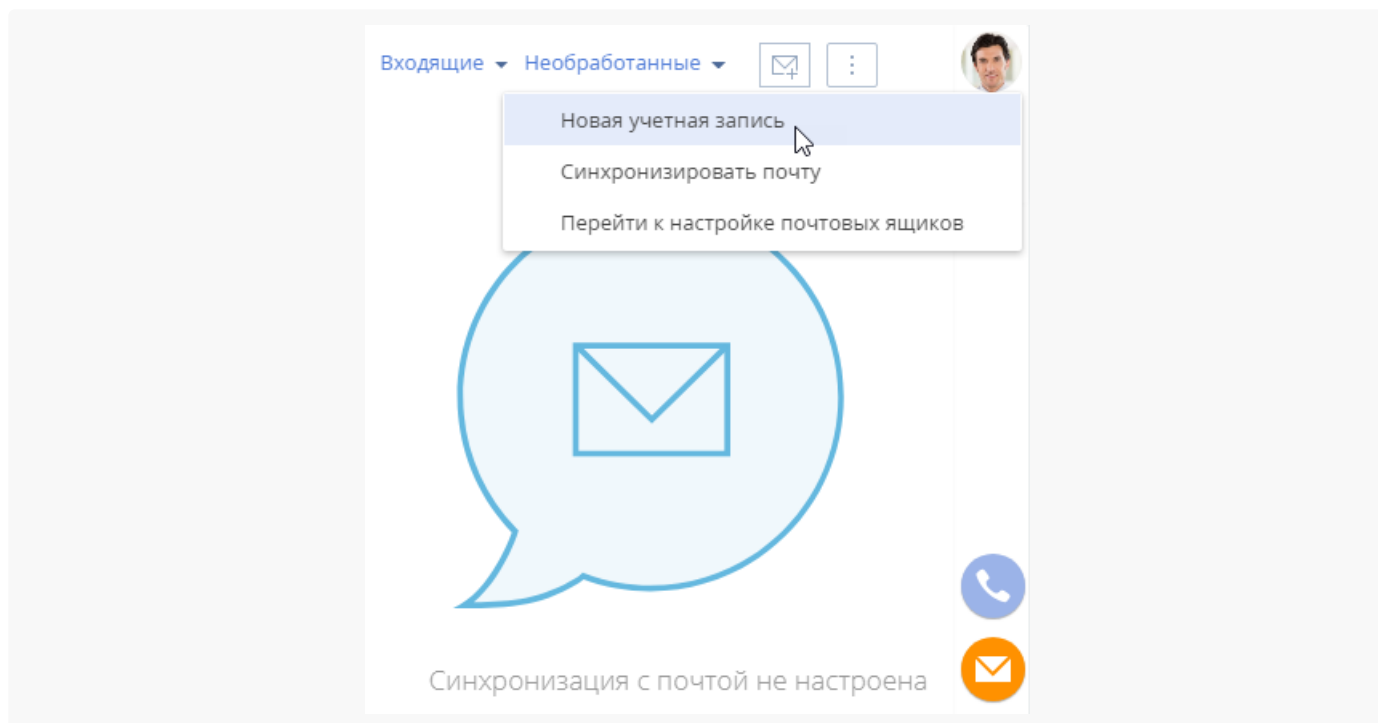 Входящие Необработанные
Новая учетная запись
Синхронизировать почту
Перейти к настройке почтовых ящиков
Синхронизация с почтой не настроена